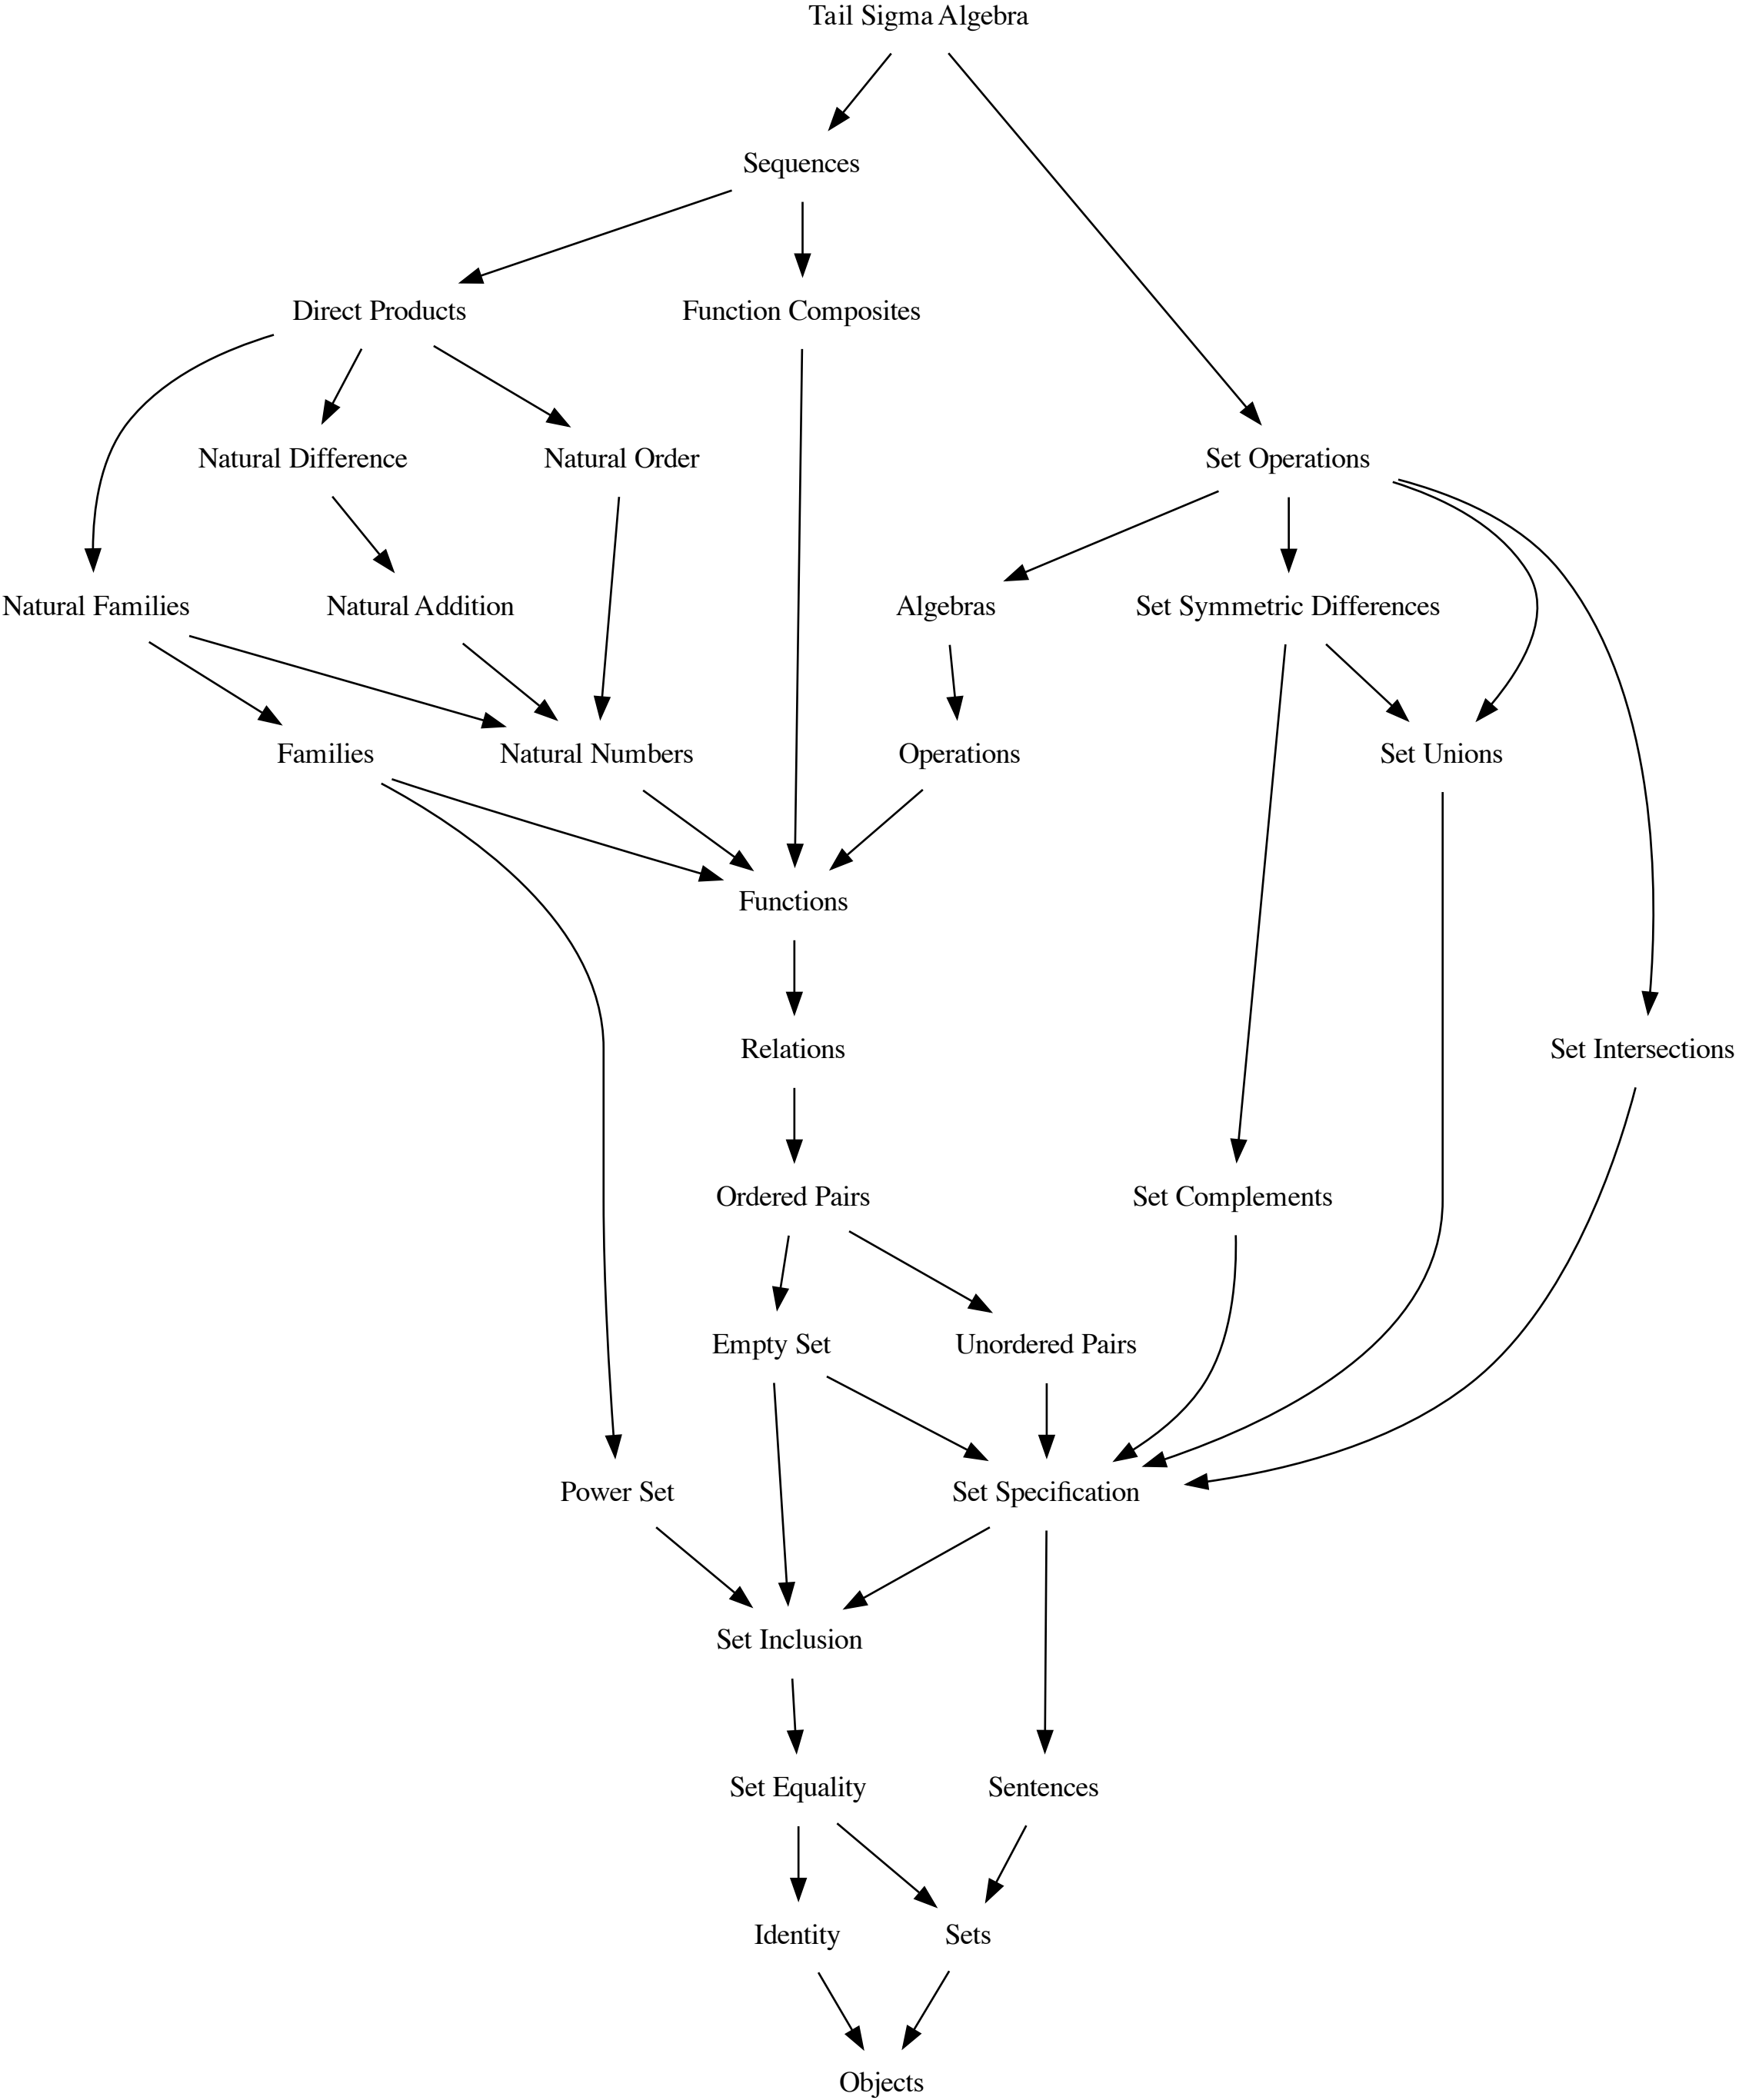 Tail Sigma Algebra
Sequences
Direct Products
Function Composites
Natural Difference
Natural Order
Set Operations
Natural Families
Natural Addition
Algebras
Set Symmetric Differences
Families
Natural Numbers
Operations
Set Unions
Functions
Relations
Set Intersections
Ordered Pairs
Set Complements
Empty Set
Unordered Pairs
Power Set
Set Specification
Set Inclusion
Set Equality
Sentences
Identity
Sets
Objects